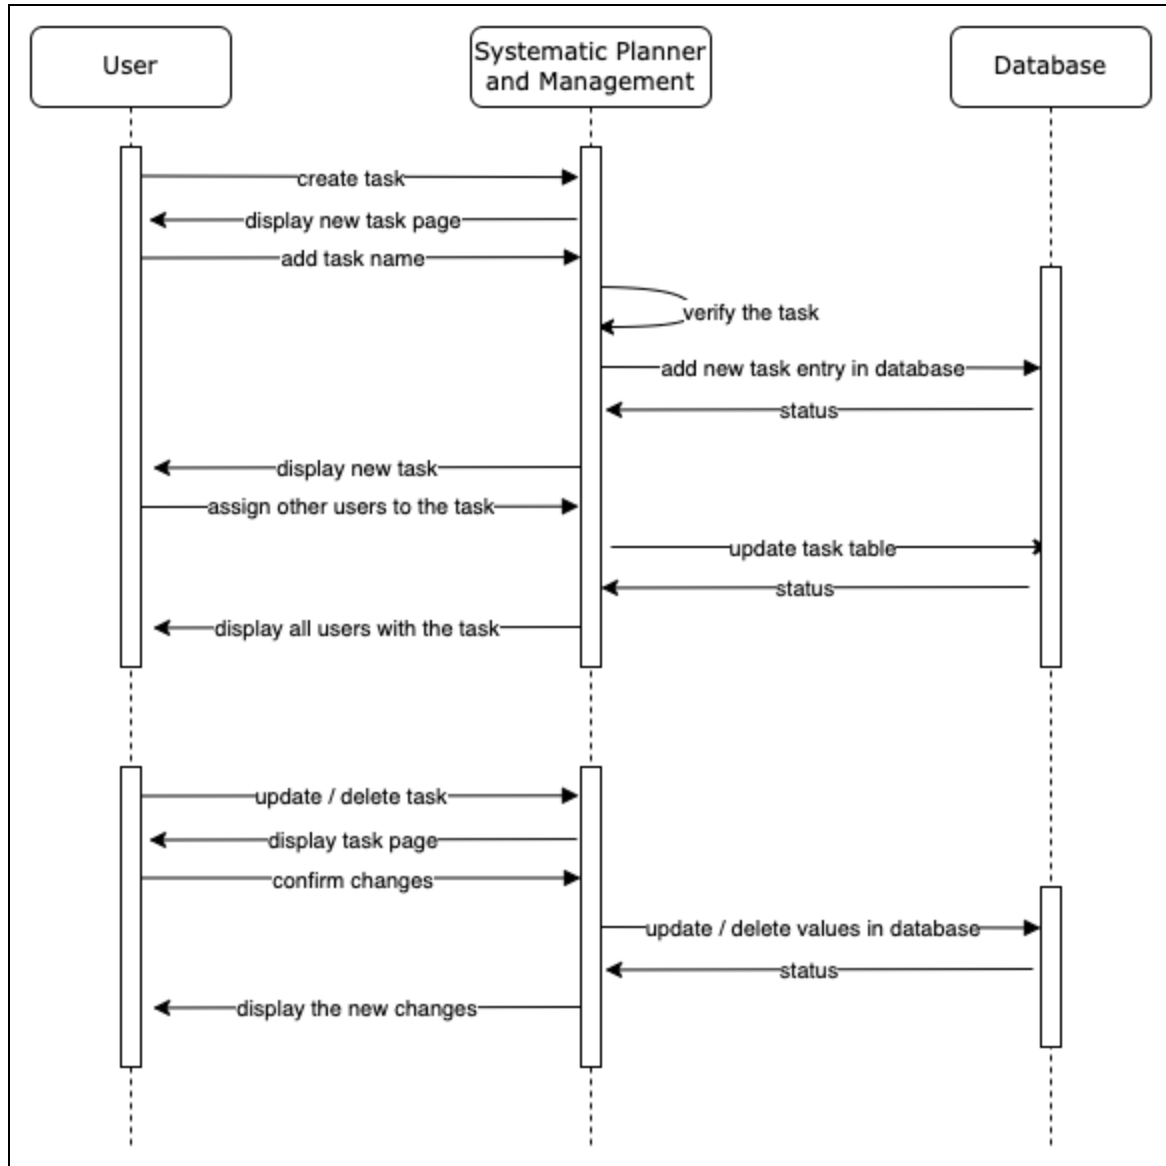 User
Systematic Planner
and Management
Database
create task
display new task page
add task name
verify the task
add new task entry in database
status
display new task
assign other users to the task
update task table
status
display all users with the task
update / delete task
display task page
confirm changes
update / delete values in database
status
display the new changes